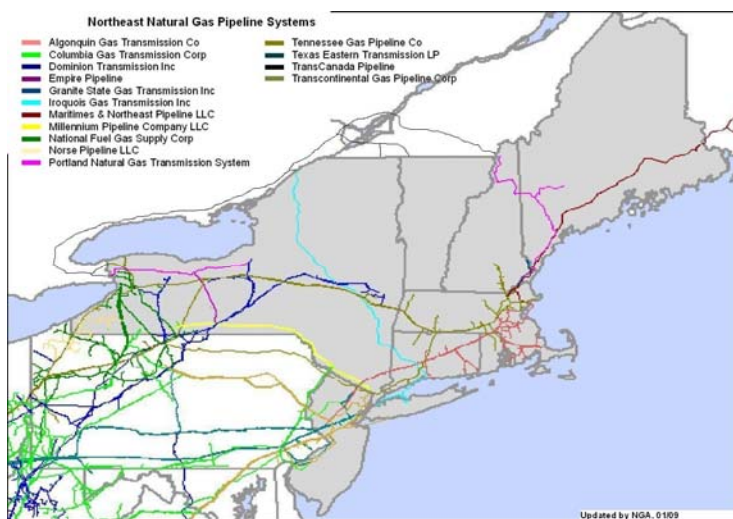 Northeast Natural Gas Pipeline Systems
Algonquin Gas Transmission Co
Columbia Gas Transmission Corp
Dominion Transmission Inc
Empire Pipeline
Granite State Gas Transmission Inc
Iroquois Gas Transmission Inc
Maritimes & Northeast Pipeline LLC
Millennium Pipeline Company LLC
National Fuel Gas Supply Corp
Norse Pipeline LLC
Portland Natural Gas Transmission System
Tennessee Gas Pipeline Co
Texas Eastern Transmission LP
TransCanada Pipeline
Transcontinental Gas Pipeline Corp
Updated by NGA, 01/09